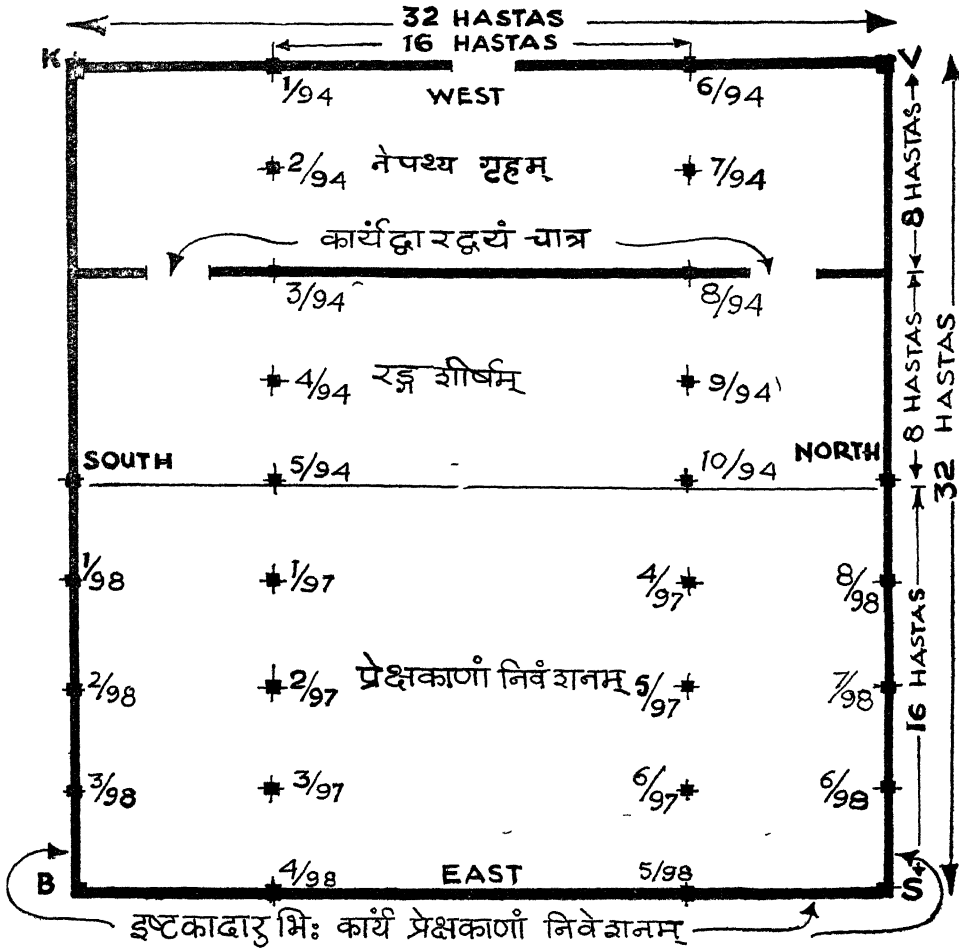 32 HASTAS
16 HASTAS
K V
1/94 WEST 6/94
2/94 नेपथ्य गृहम् 7/94
8 HASTAS
कार्यं द्वारद्वयं चात्र
3/94 8/94
4/94 रङ्ग शीर्षम् 9/94
8 HASTAS
32 HASTAS
SOUTH 5/94 10/94 NORTH
1/98 1/97 4/97 8/98
2/98 2/97 प्रेक्षकाणां निवेशनम् 5/97 7/98
16 HASTAS
3/98 3/97 6/97 6/98
B 4/98 EAST 5/98 S
इष्टकादारुभिः कार्यं प्रेक्षकाणां निवेशनम्